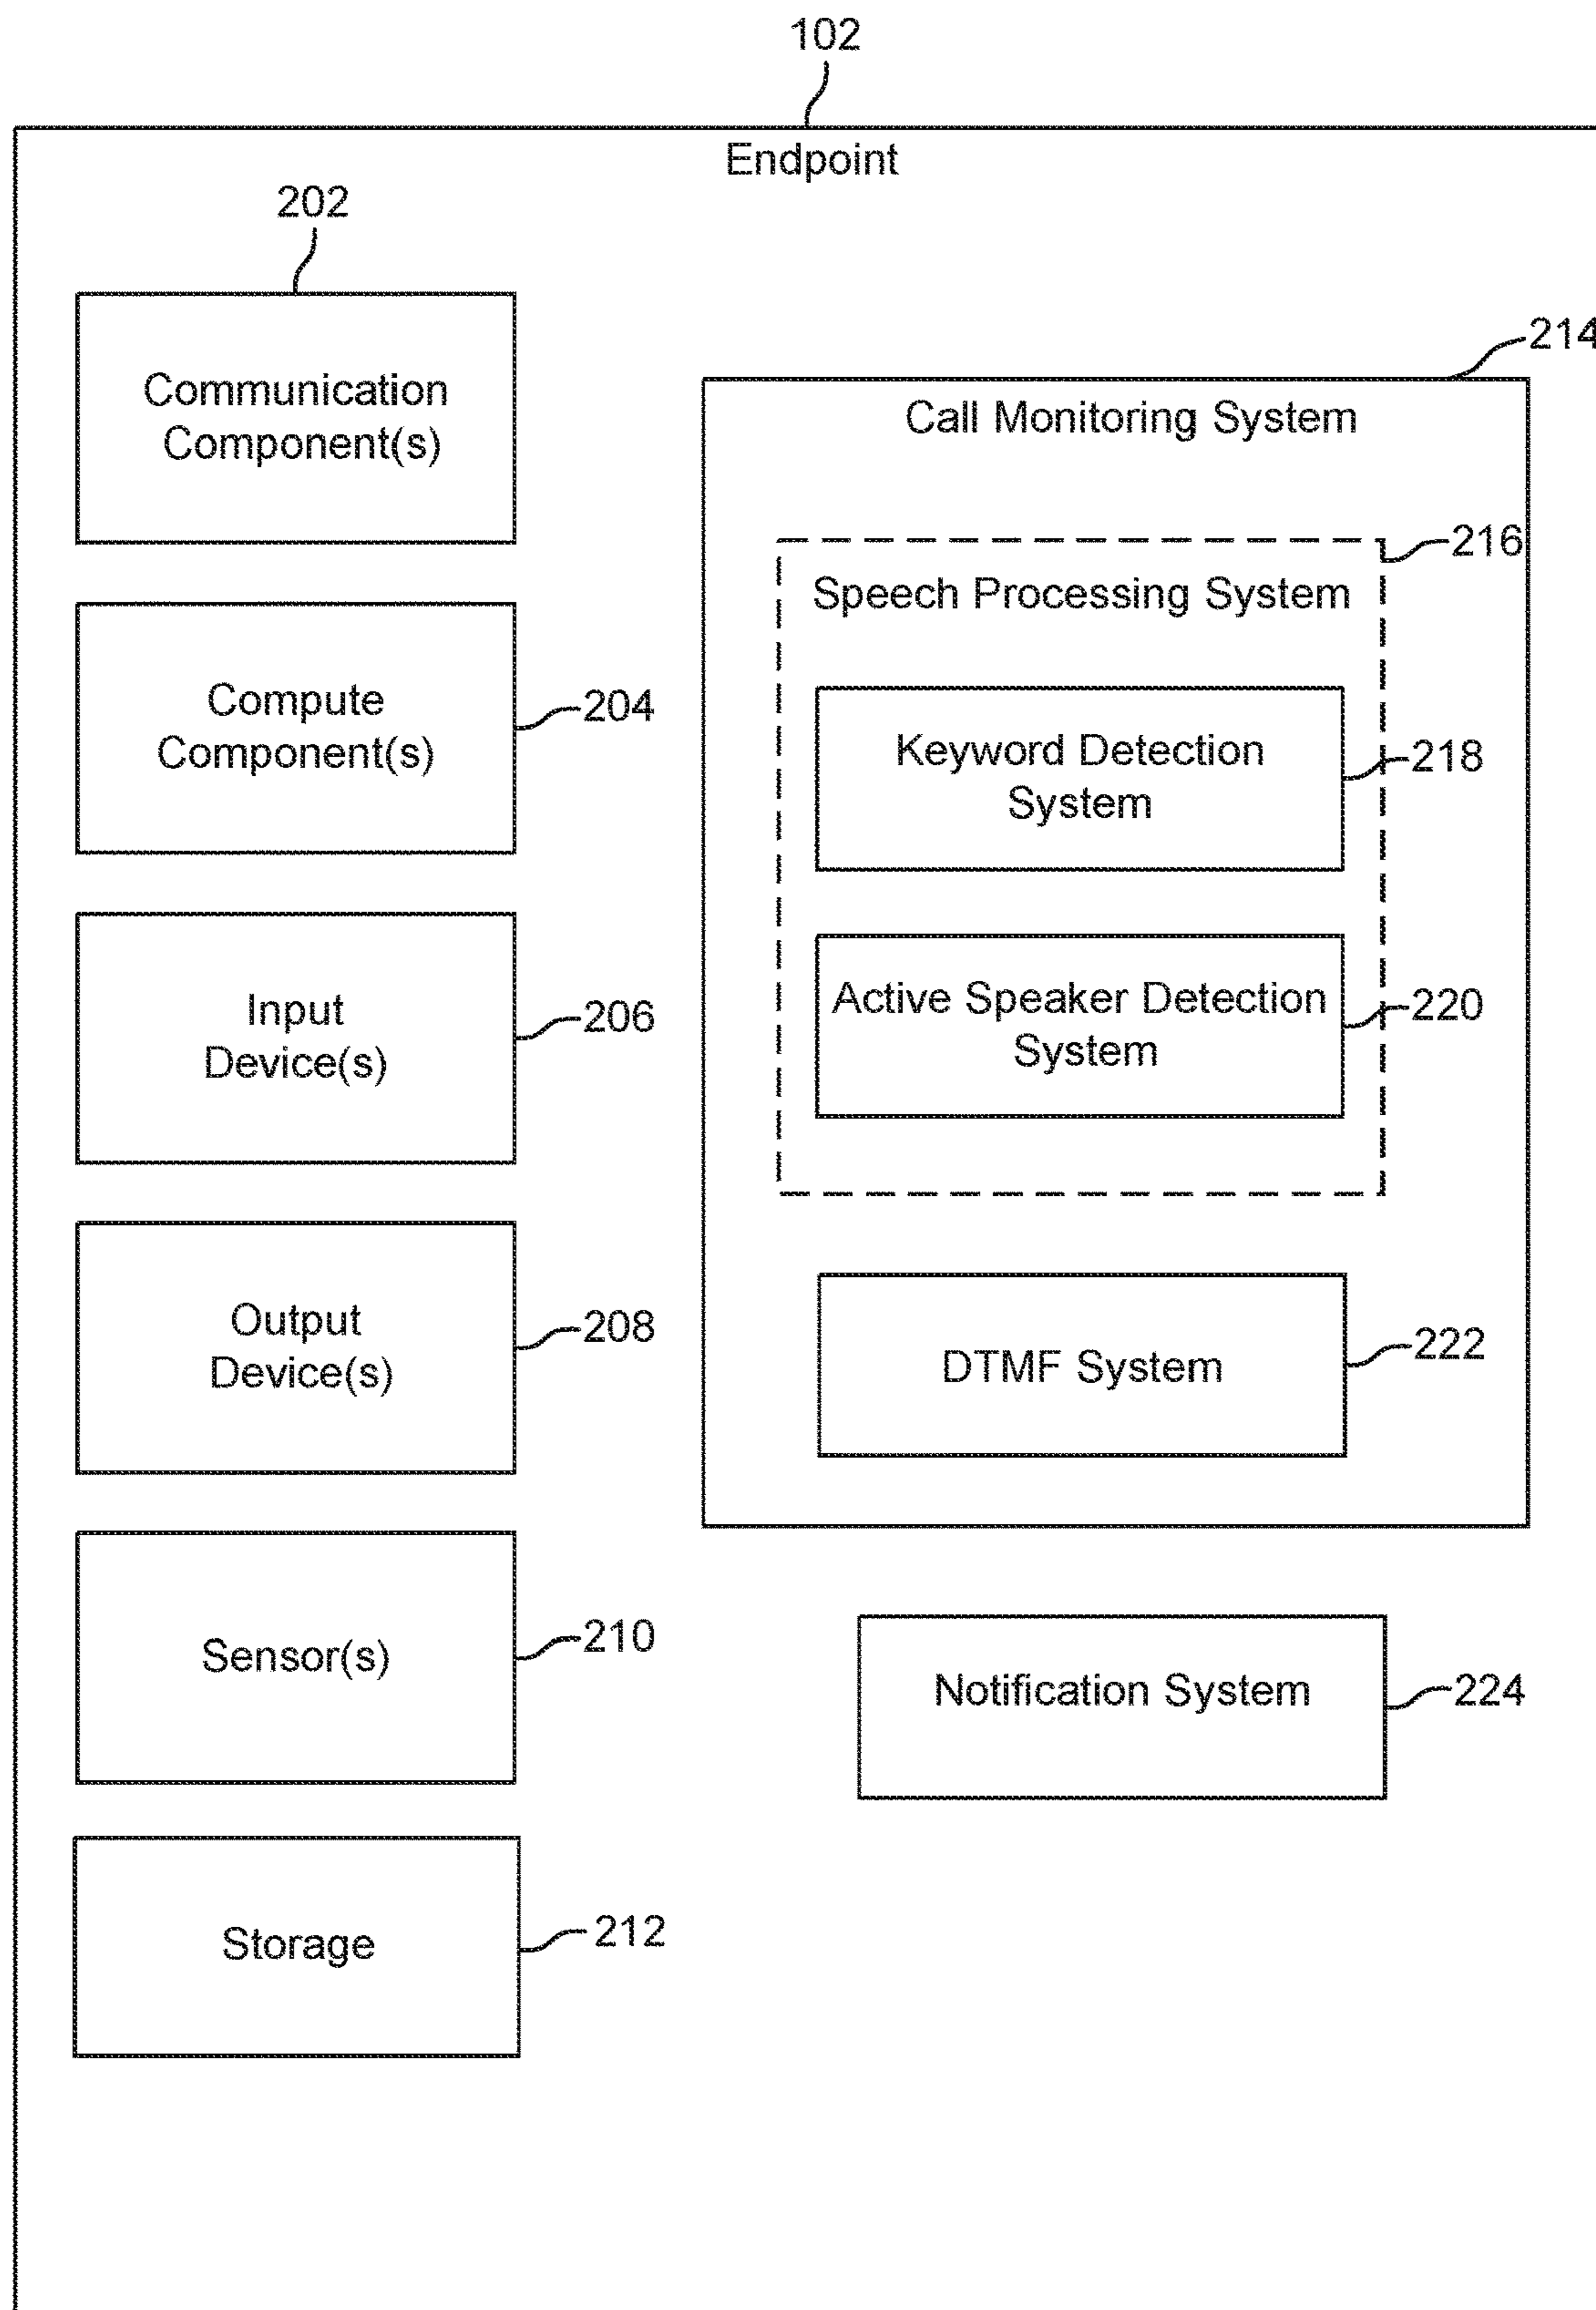 102
Endpoint
202
Communication
Component(s)
Compute
Component(s)
204
Input
Device(s)
206
Output
Device(s)
208
Sensor(s)
210
Storage
212
214
Call Monitoring System
216
Speech Processing System
Keyword Detection
System
218
Active Speaker Detection
System
220
DTMF System
222
Notification System
224